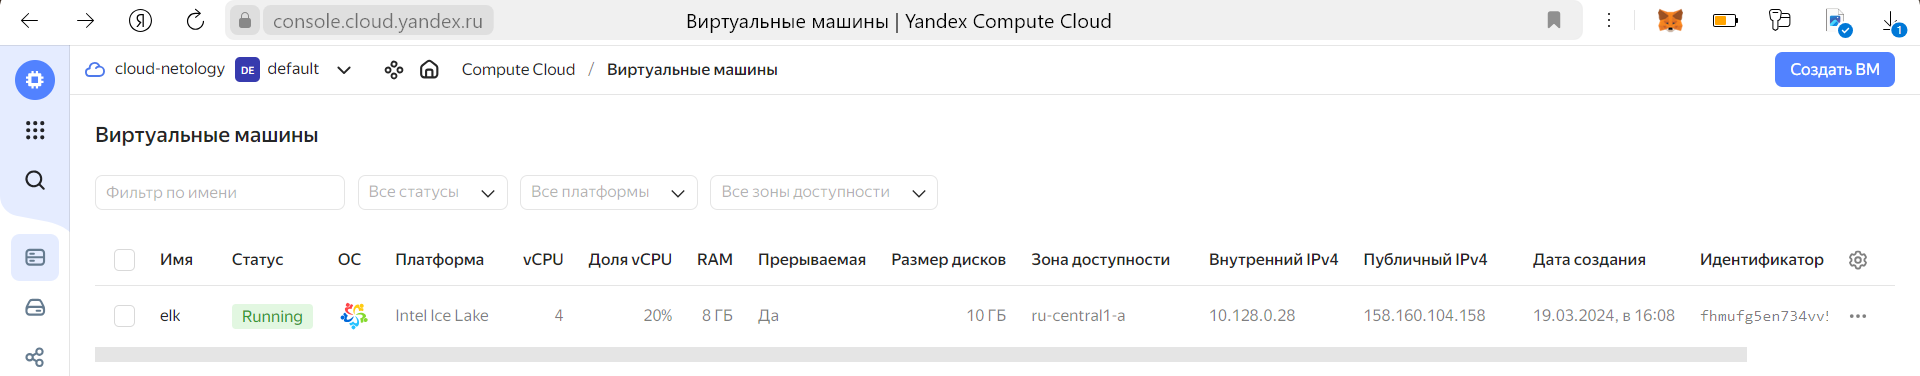 Я console.cloud.yandex.ru Виртуальные машины | Yandex Compute Cloud 1
cloud-netology DE default Compute Cloud / Виртуальные машины Создать ВМ
Виртуальные машины
Фильтр по имени Все статусы Все платформы Все зоны доступности
Имя Статус ОС Платформа vCPU Доля vCPU RAM Прерываемая Размер дисков Зона доступности Внутренний IPv4 Публичный IPv4 Дата создания Идентификатор
elk Running Intel Ice Lake 4 20% 8 ГБ Да 10 ГБ ru-central1-a 10.128.0.28 158.160.104.158 19.03.2024, в 16:08 fhmufg5en734vv